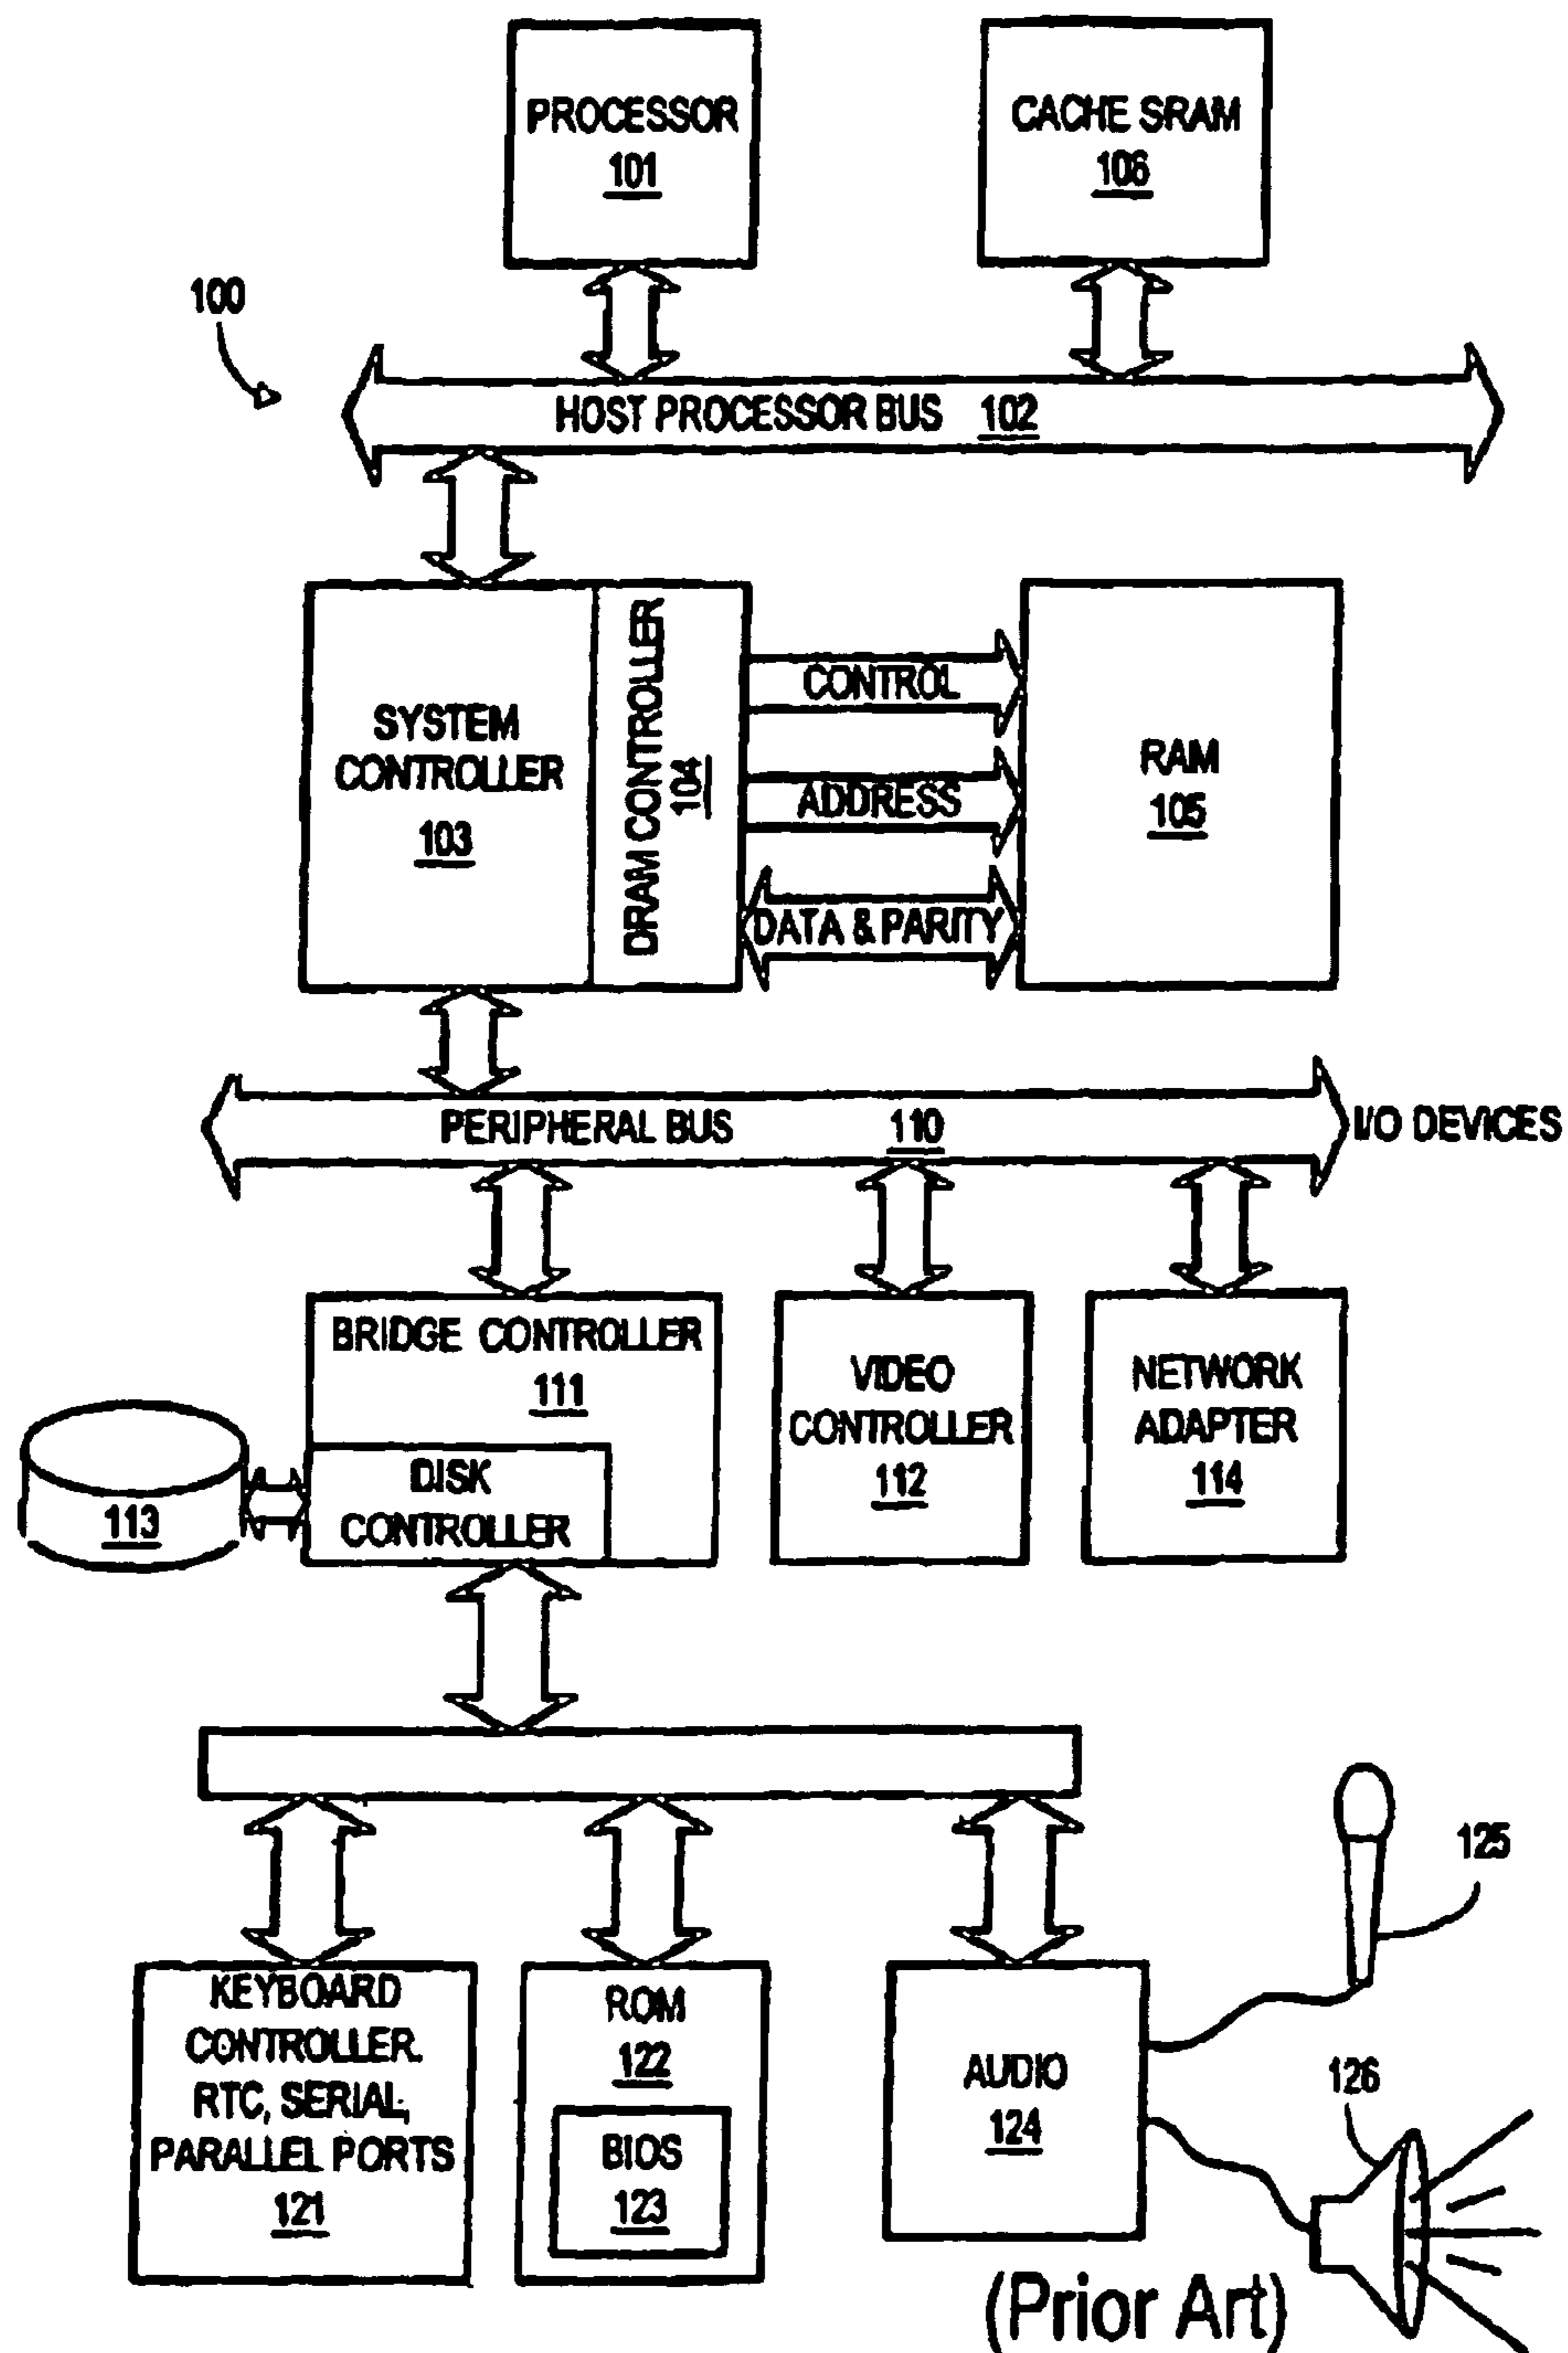 PROCESSOR
101
CACHE SRAM
106
100
HOST PROCESSOR BUS 102
SYSTEM
CONTROLLER
103
DRAM CONTROLLER
104
CONTROL
ADDRESS
DATA & PARITY
RAM
105
PERIPHERAL BUS 110
I/O DEVICES
BRIDGE CONTROLLER
111
DISK
CONTROLLER
113
VIDEO
CONTROLLER
112
NETWORK
ADAPTER
114
125
KEYBOARD
CONTROLLER.
RTC, SERIAL,
PARALLEL PORTS
121
ROM
122
BIOS
123
AUDIO
124
126
(Prior Art)